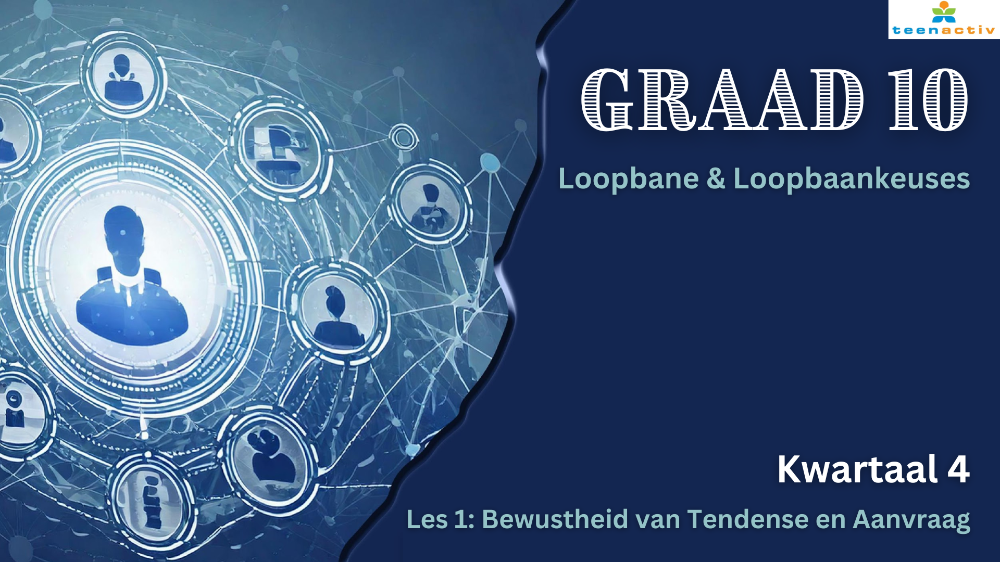 teenactiv
GRAAD 10
Loopbane & Loopbaankeuses
Kwartaal 4
Les 1: Bewustheid van Tendense en Aanvraag